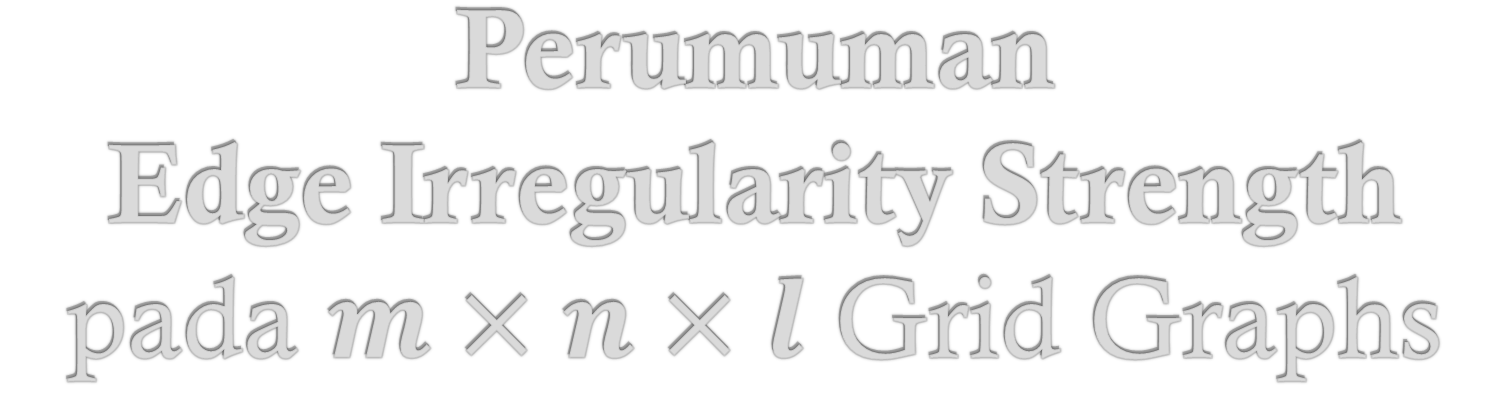 Perumuman
Edge Irregularity Strength
pada m × n × l Grid Graphs